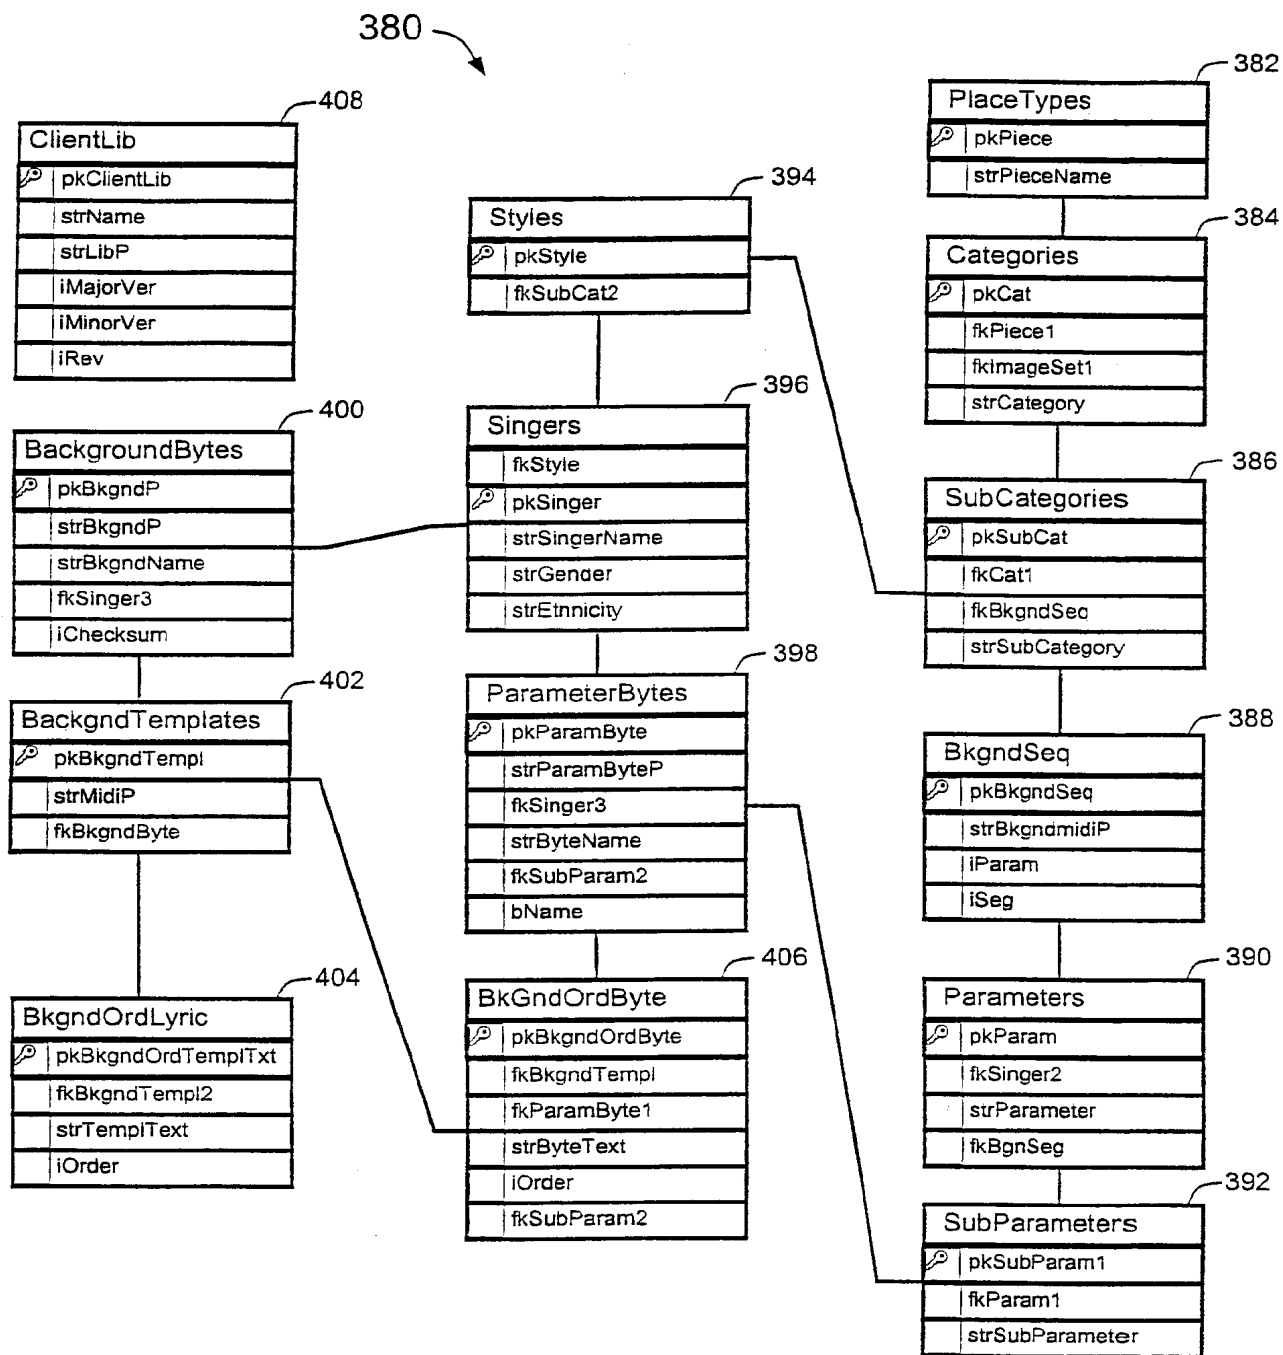 380
408
ClientLib
pkClientLib
strName
strLibP
iMajorVer
iMinorVer
iRev
400
BackgroundBytes
pkBkgndP
strBkgndP
strBkgndName
fkSinger3
iChecksum
402
BackgndTemplates
pkBkgndTempl
strMidiP
fkBkgndByte
404
BkgndOrdLyric
pkBkgndOrdTemplTxt
fkBkgndTempl2
strTemplText
iOrder
394
Styles
pkStyle
fkSubCat2
396
Singers
fkStyle
pkSinger
strSingerName
strGender
strEtnnicity
398
ParameterBytes
pkParamByte
strParamByteP
fkSinger3
strByteName
fkSubParam2
bName
406
BkGndOrdByte
pkBkgndOrdByte
fkBkgndTempl
fkParamByte1
strByteText
iOrder
fkSubParam2
382
PlaceTypes
pkPiece
strPieceName
384
Categories
pkCat
fkPiece1
fkImageSet1
strCategory
386
SubCategories
pkSubCat
fkCat1
fkBkgndSeq
strSubCategory
388
BkgndSeq
pkBkgndSeq
strBkgndmidiP
iParam
iSeg
390
Parameters
pkParam
fkSinger2
strParameter
fkBgnSeg
392
SubParameters
pkSubParam1
fkParam1
strSubParameter